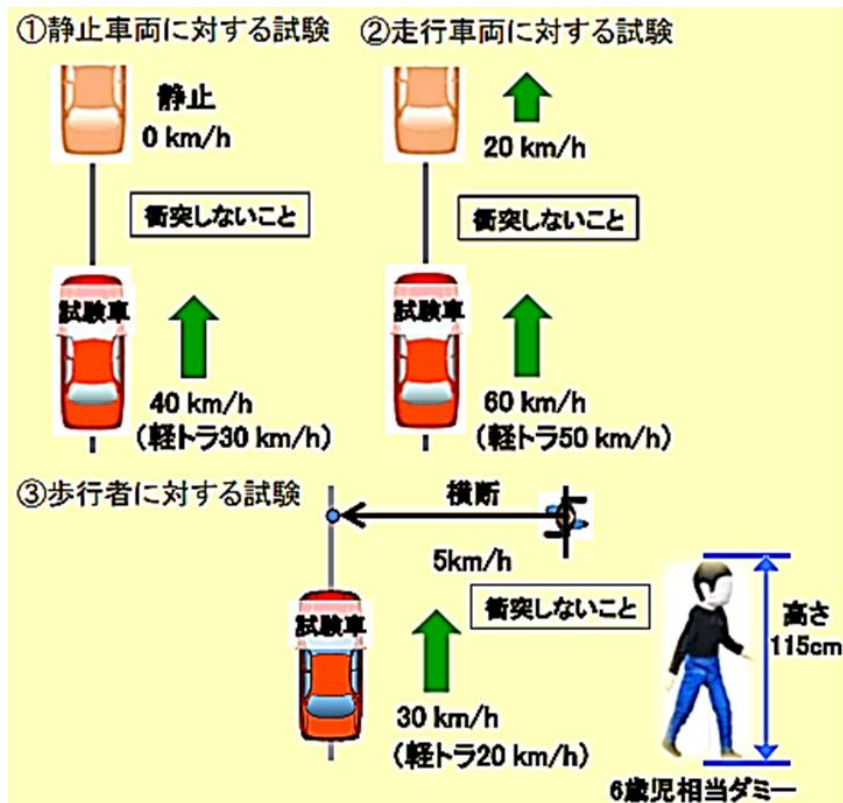 ①静止車両に対する試験
②走行車両に対する試験
静止
0 km/h
20 km/h
衝突しないこと
衝突しないこと
試験車
試験車
40 km/h
(軽トラ30 km/h)
60 km/h
(軽トラ50 km/h)
③歩行者に対する試験
横断
5km/h
衝突しないこと
試験車
高さ
115cm
30 km/h
(軽トラ20 km/h)
6歳児相当ダミー